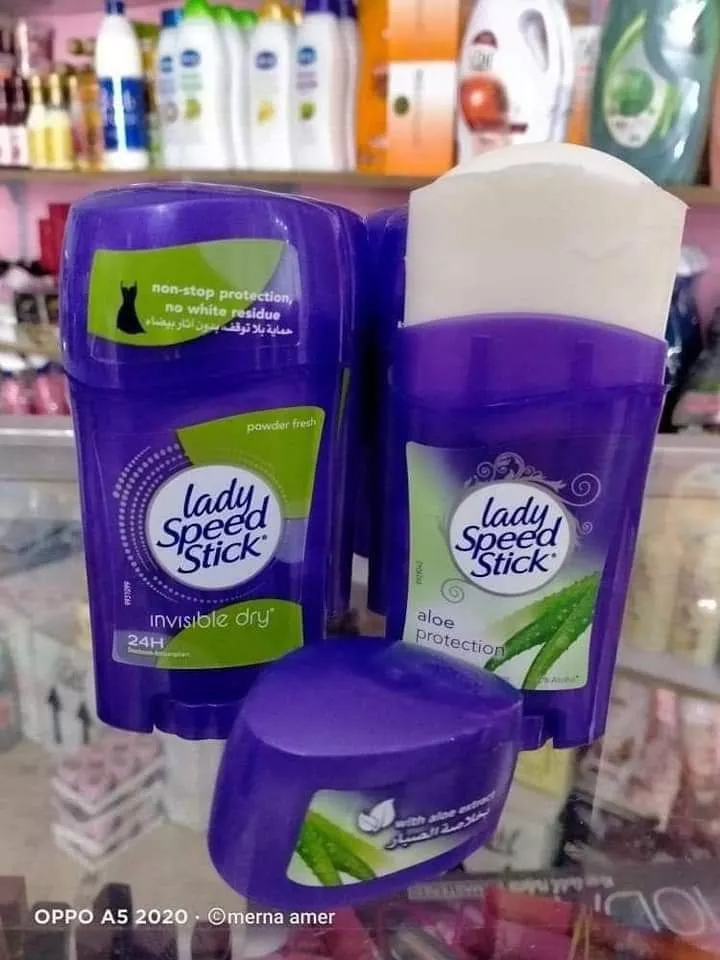 non-stop protection,
no white residue
حماية بلا توقف، بدون آثار بيضاء
powder fresh
lady
Speed
Stick®
invisible dry®
24H
lady
Speed
Stick®
aloe
protection
with aloe extract
بخلاصة الصبار
OPPO A5 2020 · ©merna amer